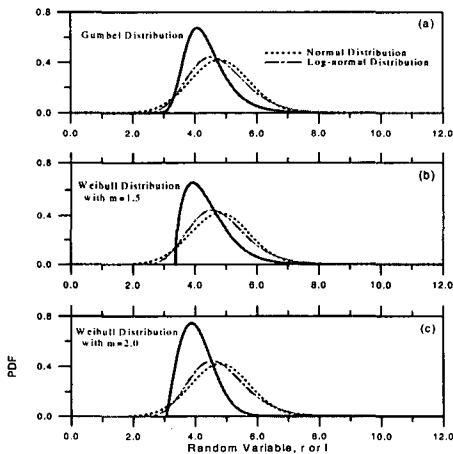 (a)
Gumbel Distribution
Normal Distribution
Log-normal Distribution
0.8
0.4
0.0
0.0 2.0 4.0 6.0 8.0 10.0 12.0
(b)
Weibull Distribution
with m=1.5
0.8
0.4
0.0
0.0 2.0 4.0 6.0 8.0 10.0 12.0
(c)
Weibull Distribution
with m=2.0
0.8
0.4
0.0
0.0 2.0 4.0 6.0 8.0 10.0 12.0
PDF
Random Variable, r or l